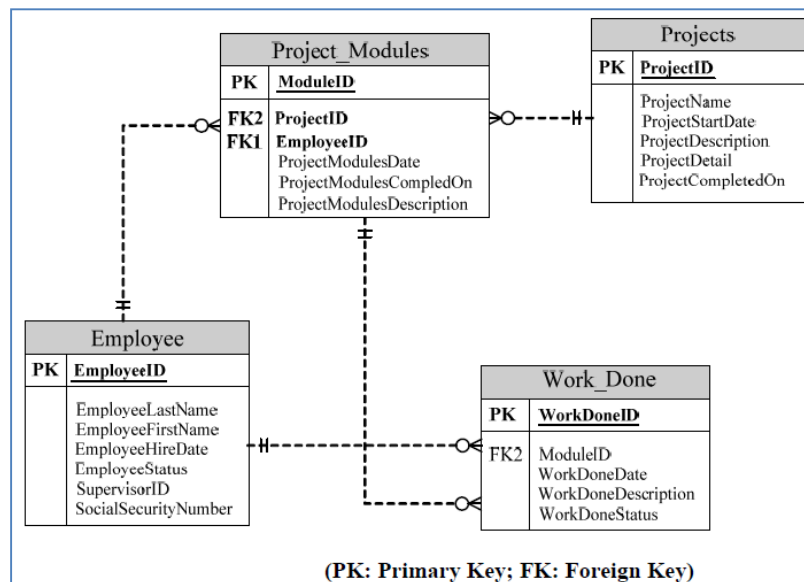 Project_Modules
PK ModuleID
FK2 ProjectID
FK1 EmployeeID
ProjectModulesDate
ProjectModulesCompledOn
ProjectModulesDescription
Projects
PK ProjectID
ProjectName
ProjectStartDate
ProjectDescription
ProjectDetail
ProjectCompletedOn
Employee
PK EmployeeID
EmployeeLastName
EmployeeFirstName
EmployeeHireDate
EmployeeStatus
SupervisorID
SocialSecurityNumber
Work_Done
PK WorkDoneID
FK2 ModuleID
WorkDoneDate
WorkDoneDescription
WorkDoneStatus
(PK: Primary Key; FK: Foreign Key)